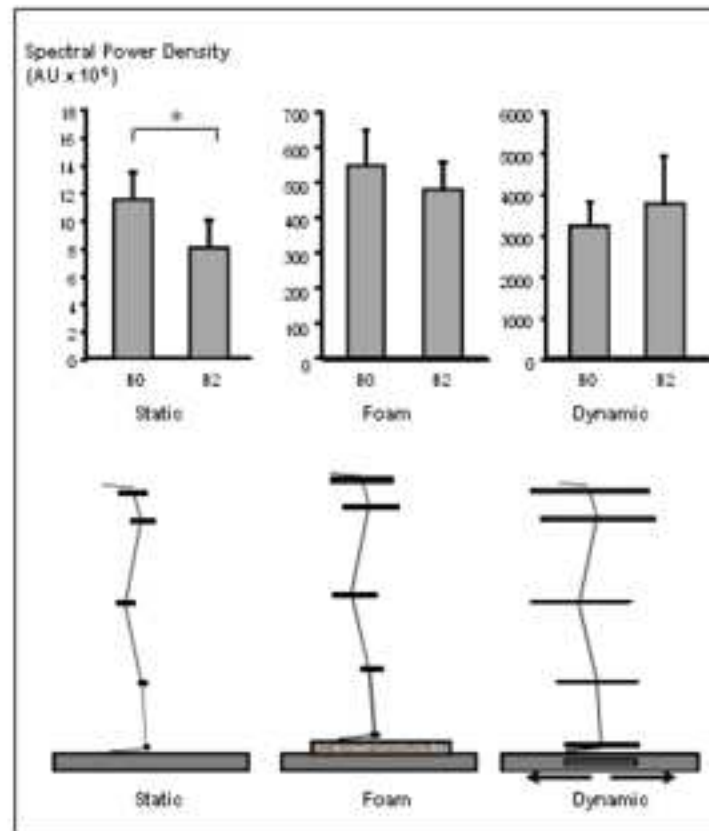 Spectral Power Density
(AU x 10⁶)
18
16
14
12
10
8
6
4
2
0
*
B0 B2
Static
700
600
500
400
300
200
100
0
B0 B2
Foam
6000
5000
4000
3000
2000
1000
0
B0 B2
Dynamic
Static Foam Dynamic